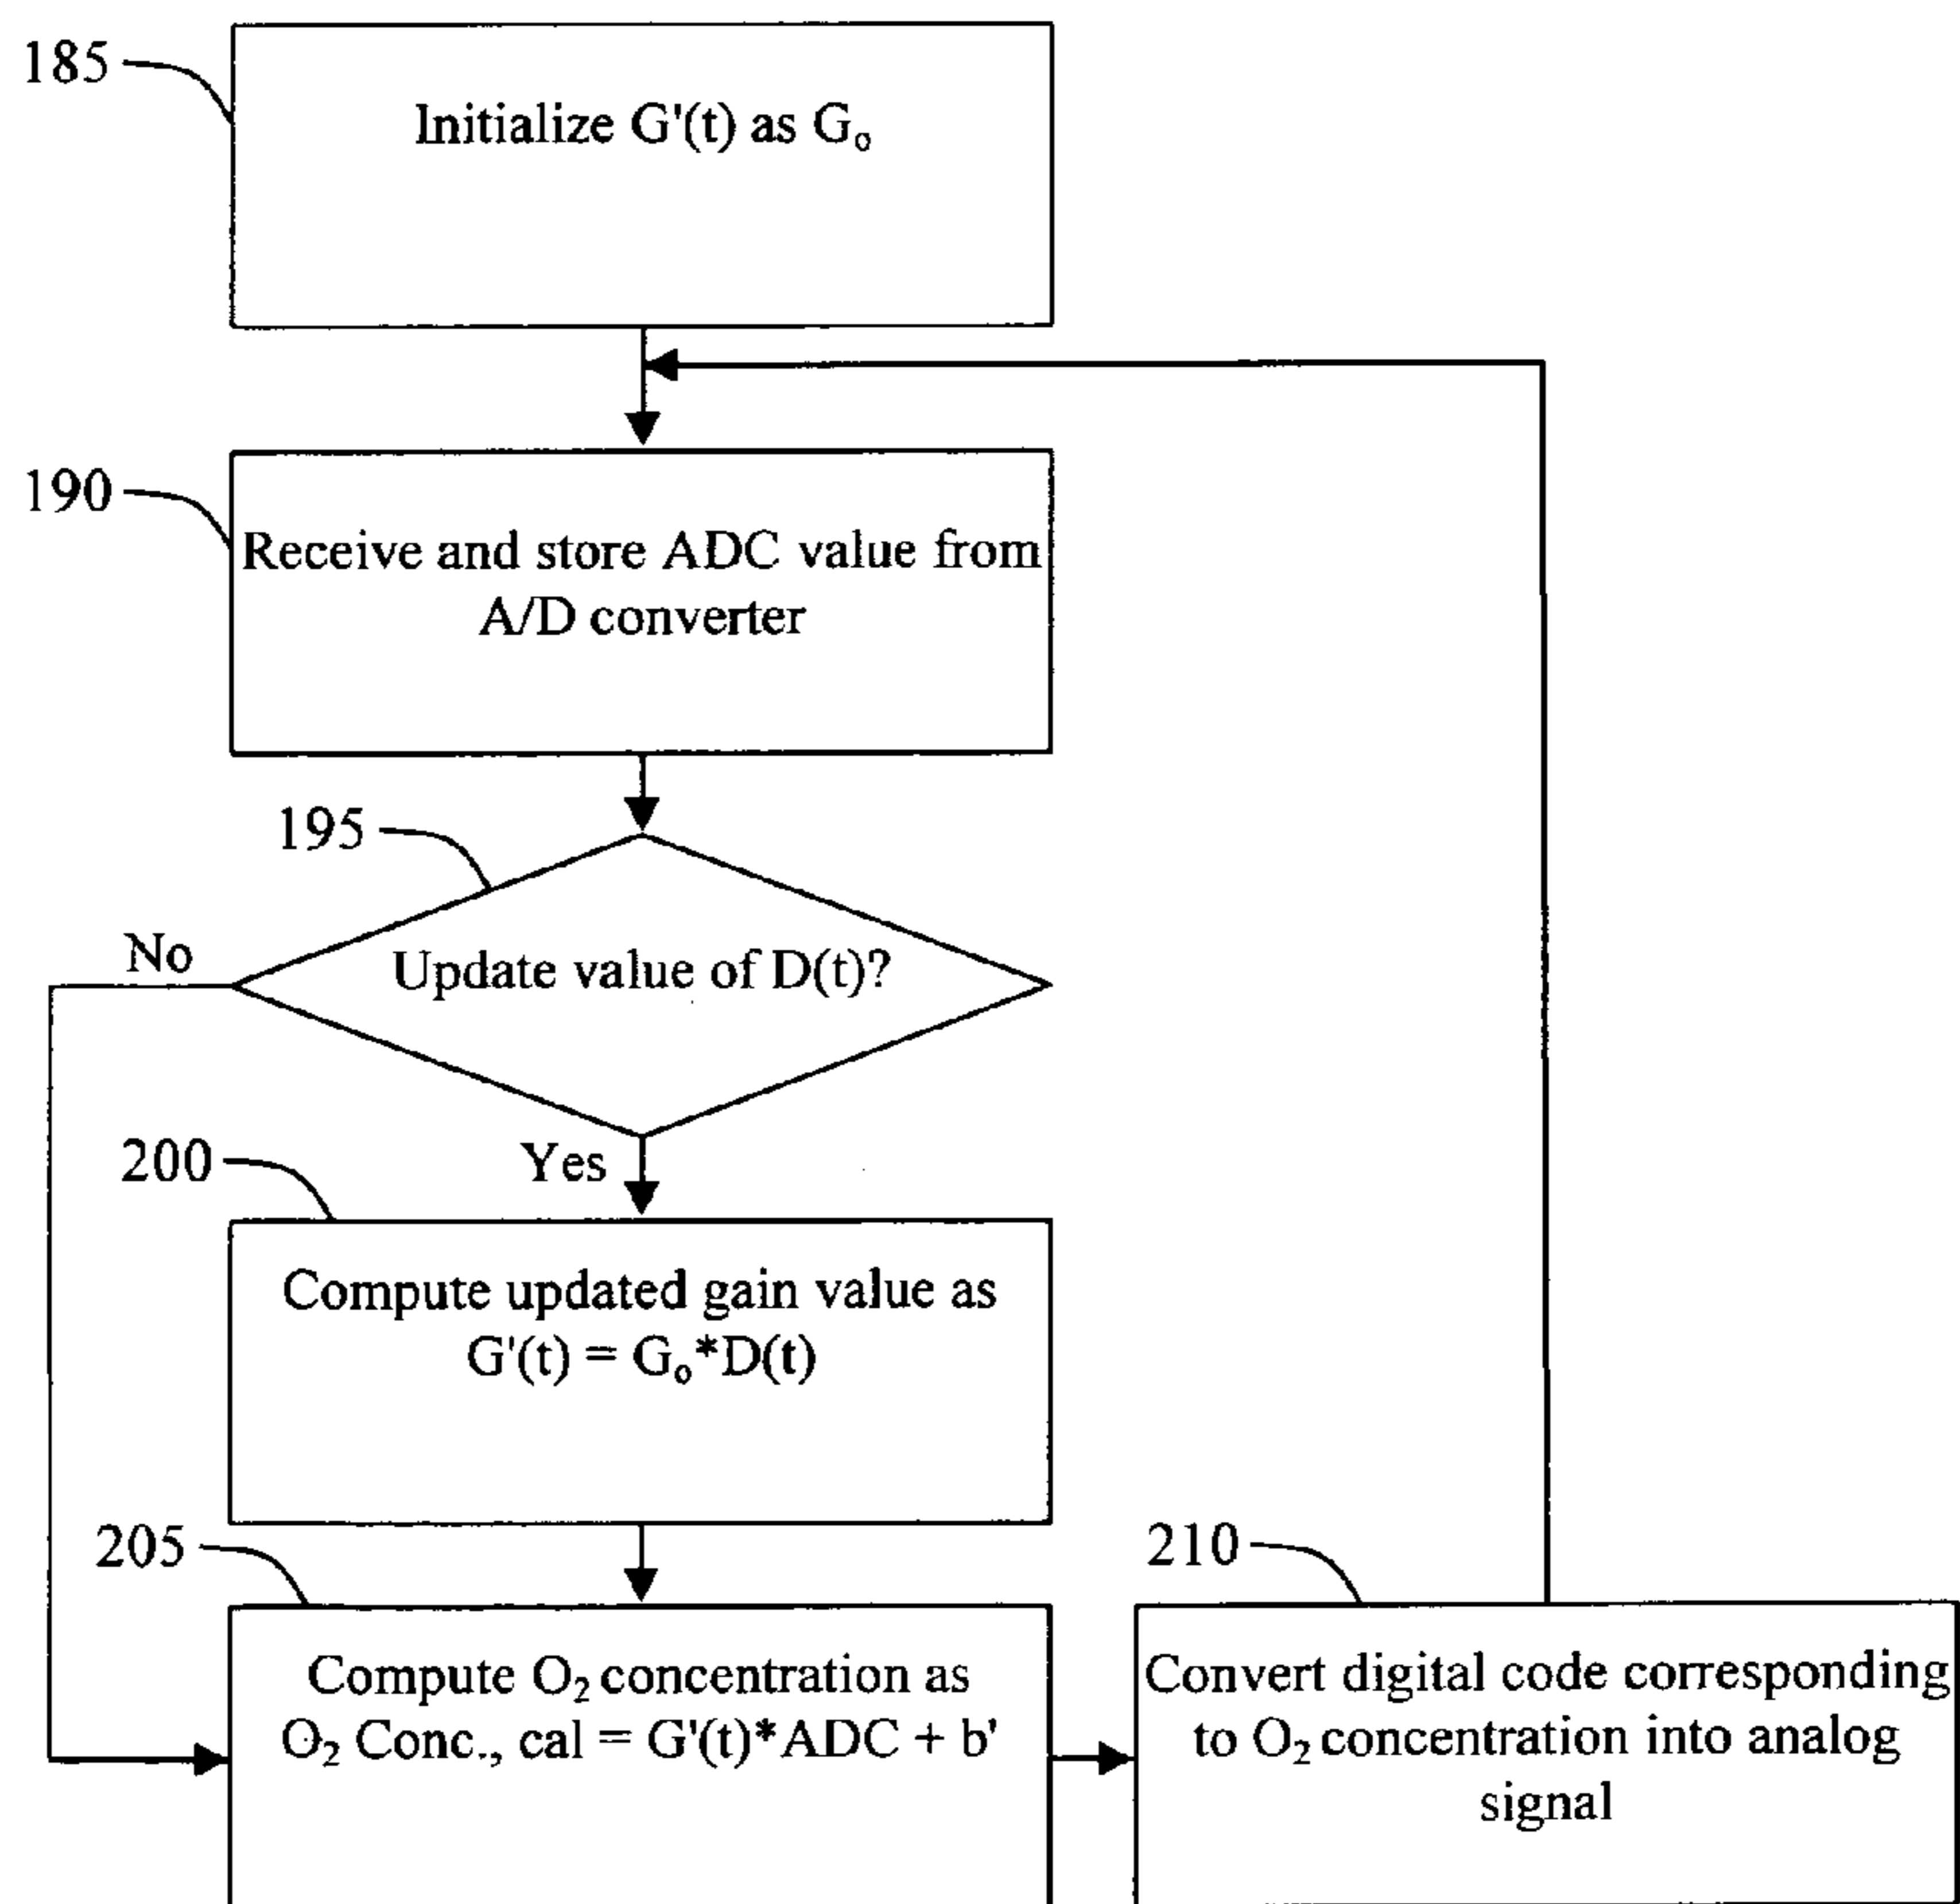 185
Initialize G'(t) as Go
190
Receive and store ADC value from
A/D converter
195
No
Update value of D(t)?
200
Yes
Compute updated gain value as
G'(t) = Go*D(t)
205
210
Compute O2 concentration as
O2 Conc., cal = G'(t)*ADC + b'
Convert digital code corresponding
to O2 concentration into analog
signal